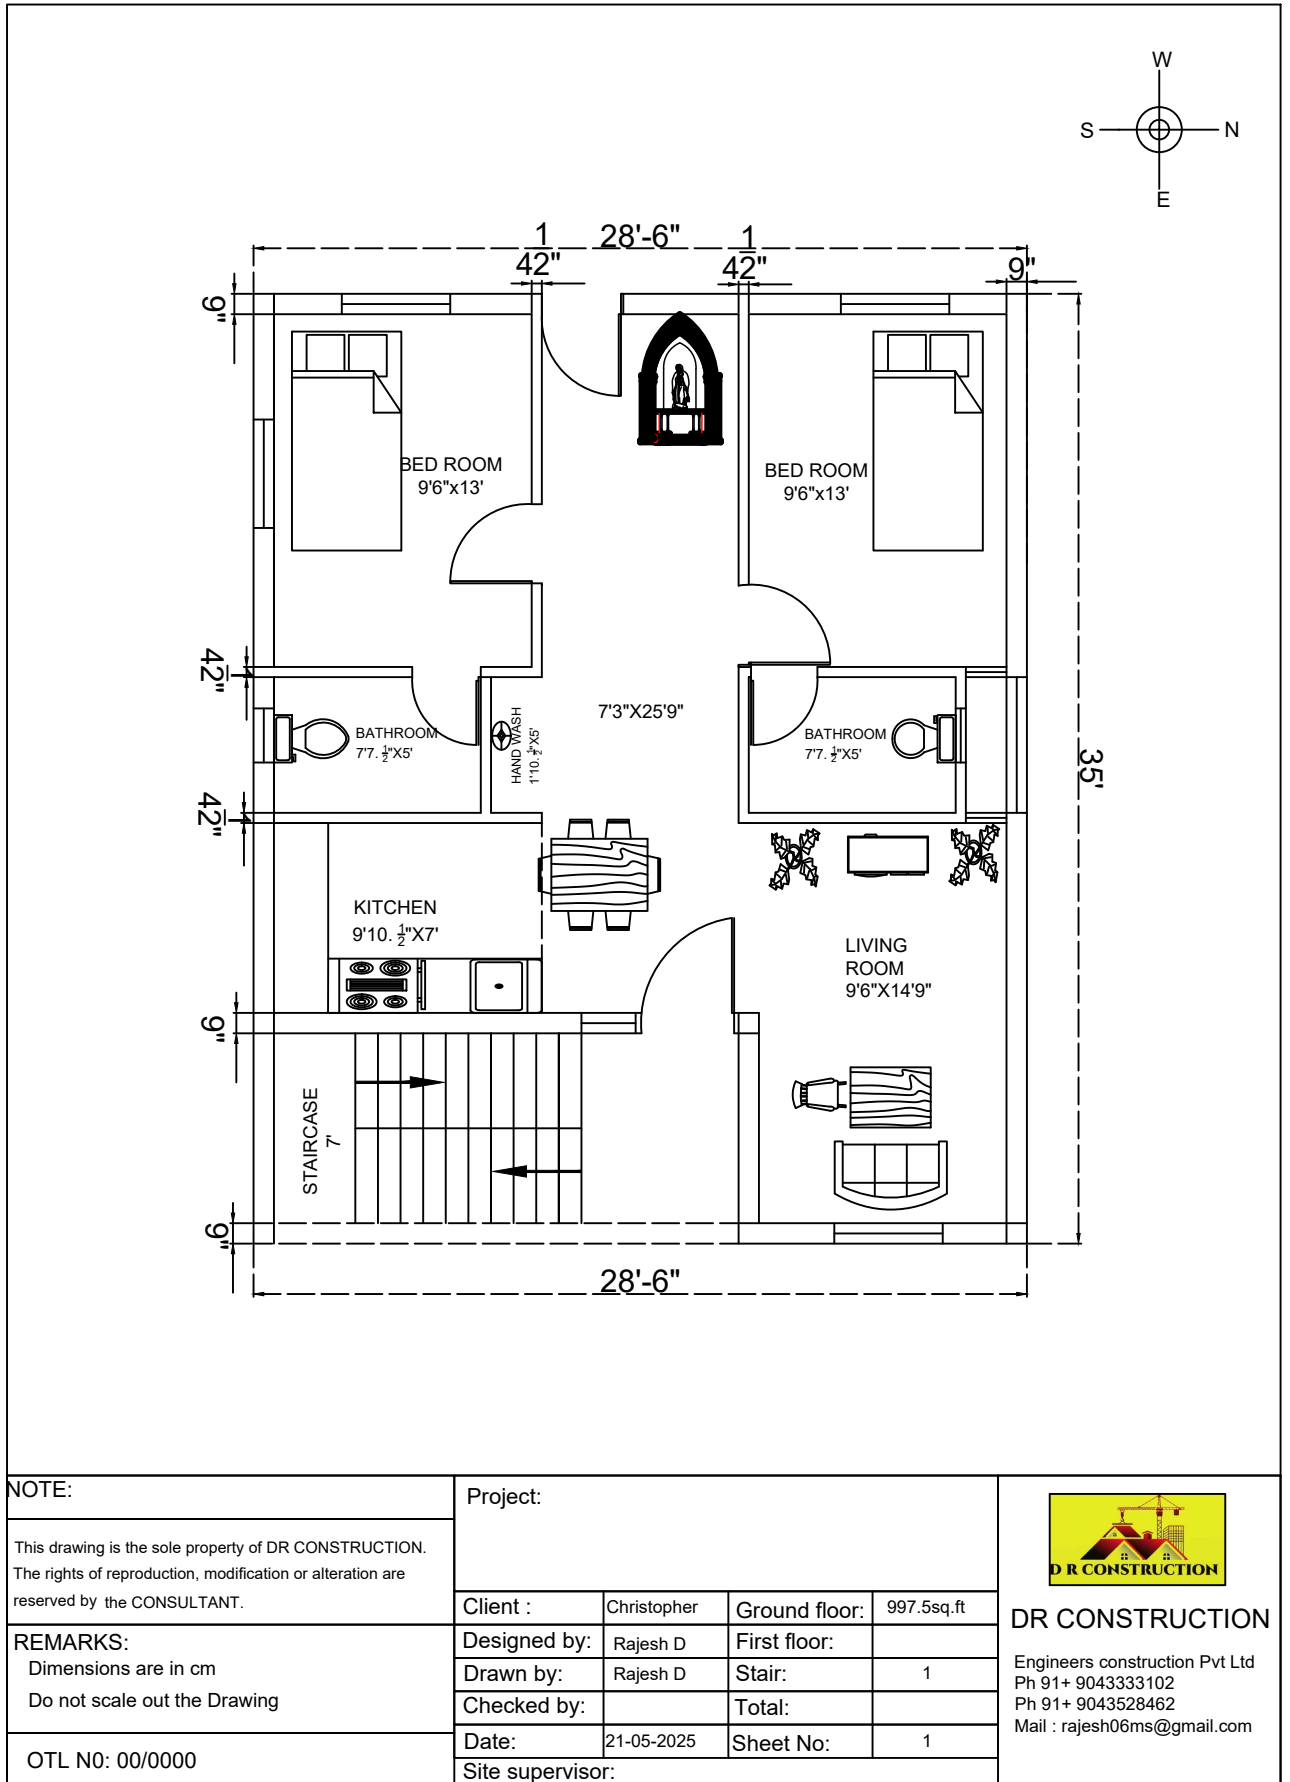 W
S N
E
28'-6"
1
42"
1
42"
9"
9"
BED ROOM
9'6"x13'
BED ROOM
9'6"x13'
42"
7'3"X25'9"
BATHROOM
7'7. 1/2"X5'
HAND WASH
1'10. 1/2"X5'
BATHROOM
7'7. 1/2"X5'
35'
42"
KITCHEN
9'10. 1/2"X7'
LIVING
ROOM
9'6"X14'9"
9"
STAIRCASE
7'
9"
28'-6"
NOTE:
This drawing is the sole property of DR CONSTRUCTION.
The rights of reproduction, modification or alteration are
reserved by the CONSULTANT.
REMARKS:
Dimensions are in cm
Do not scale out the Drawing
OTL N0: 00/0000
Project:
Client : Christopher Ground floor: 997.5sq.ft
Designed by: Rajesh D First floor:
Drawn by: Rajesh D Stair: 1
Checked by: Total:
Date: 21-05-2025 Sheet No: 1
Site supervisor:
D R CONSTRUCTION
DR CONSTRUCTION
Engineers construction Pvt Ltd
Ph 91+ 9043333102
Ph 91+ 9043528462
Mail : rajesh06ms@gmail.com